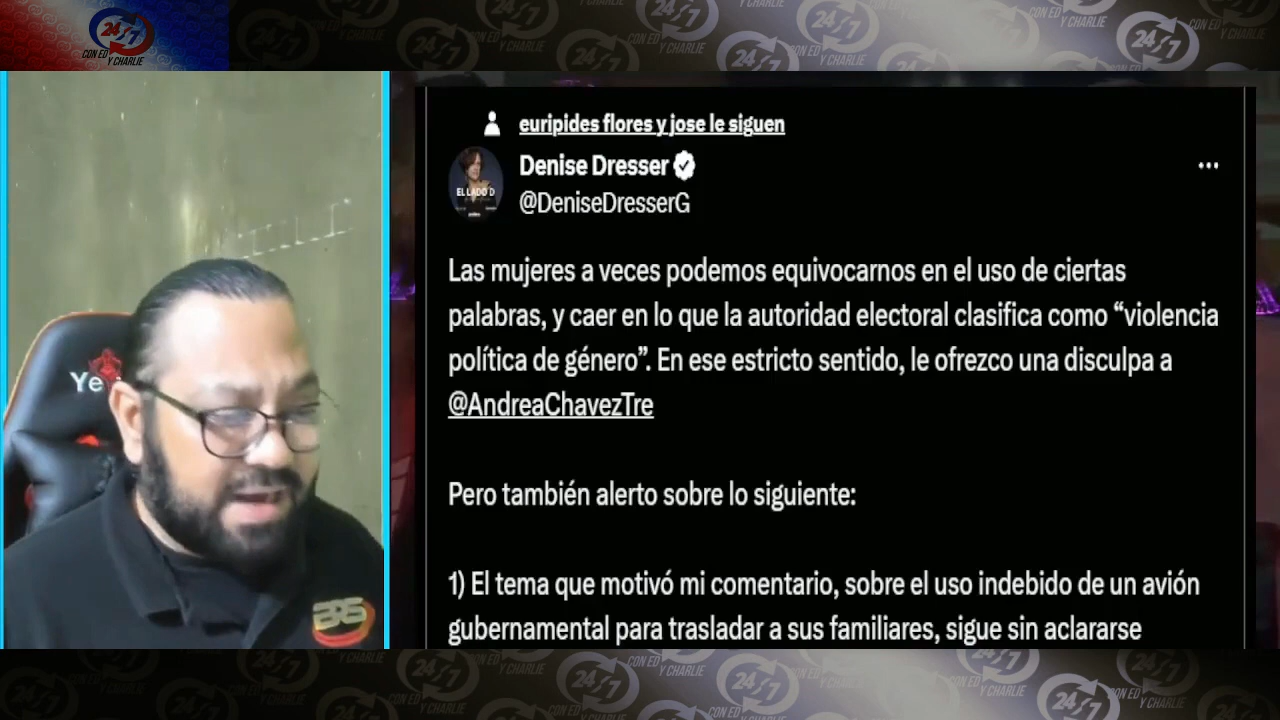 24/7
CON ED
Y CHARLIE
euripides flores y jose le siguen
Denise Dresser
@DeniseDresserG
EL LADO D
Las mujeres a veces podemos equivocarnos en el uso de ciertas
palabras, y caer en lo que la autoridad electoral clasifica como “violencia
política de género”. En ese estricto sentido, le ofrezco una disculpa a
@AndreaChavezTre
Pero también alerto sobre lo siguiente:
1) El tema que motivó mi comentario, sobre el uso indebido de un avión
gubernamental para trasladar a sus familiares, sigue sin aclararse
Ye